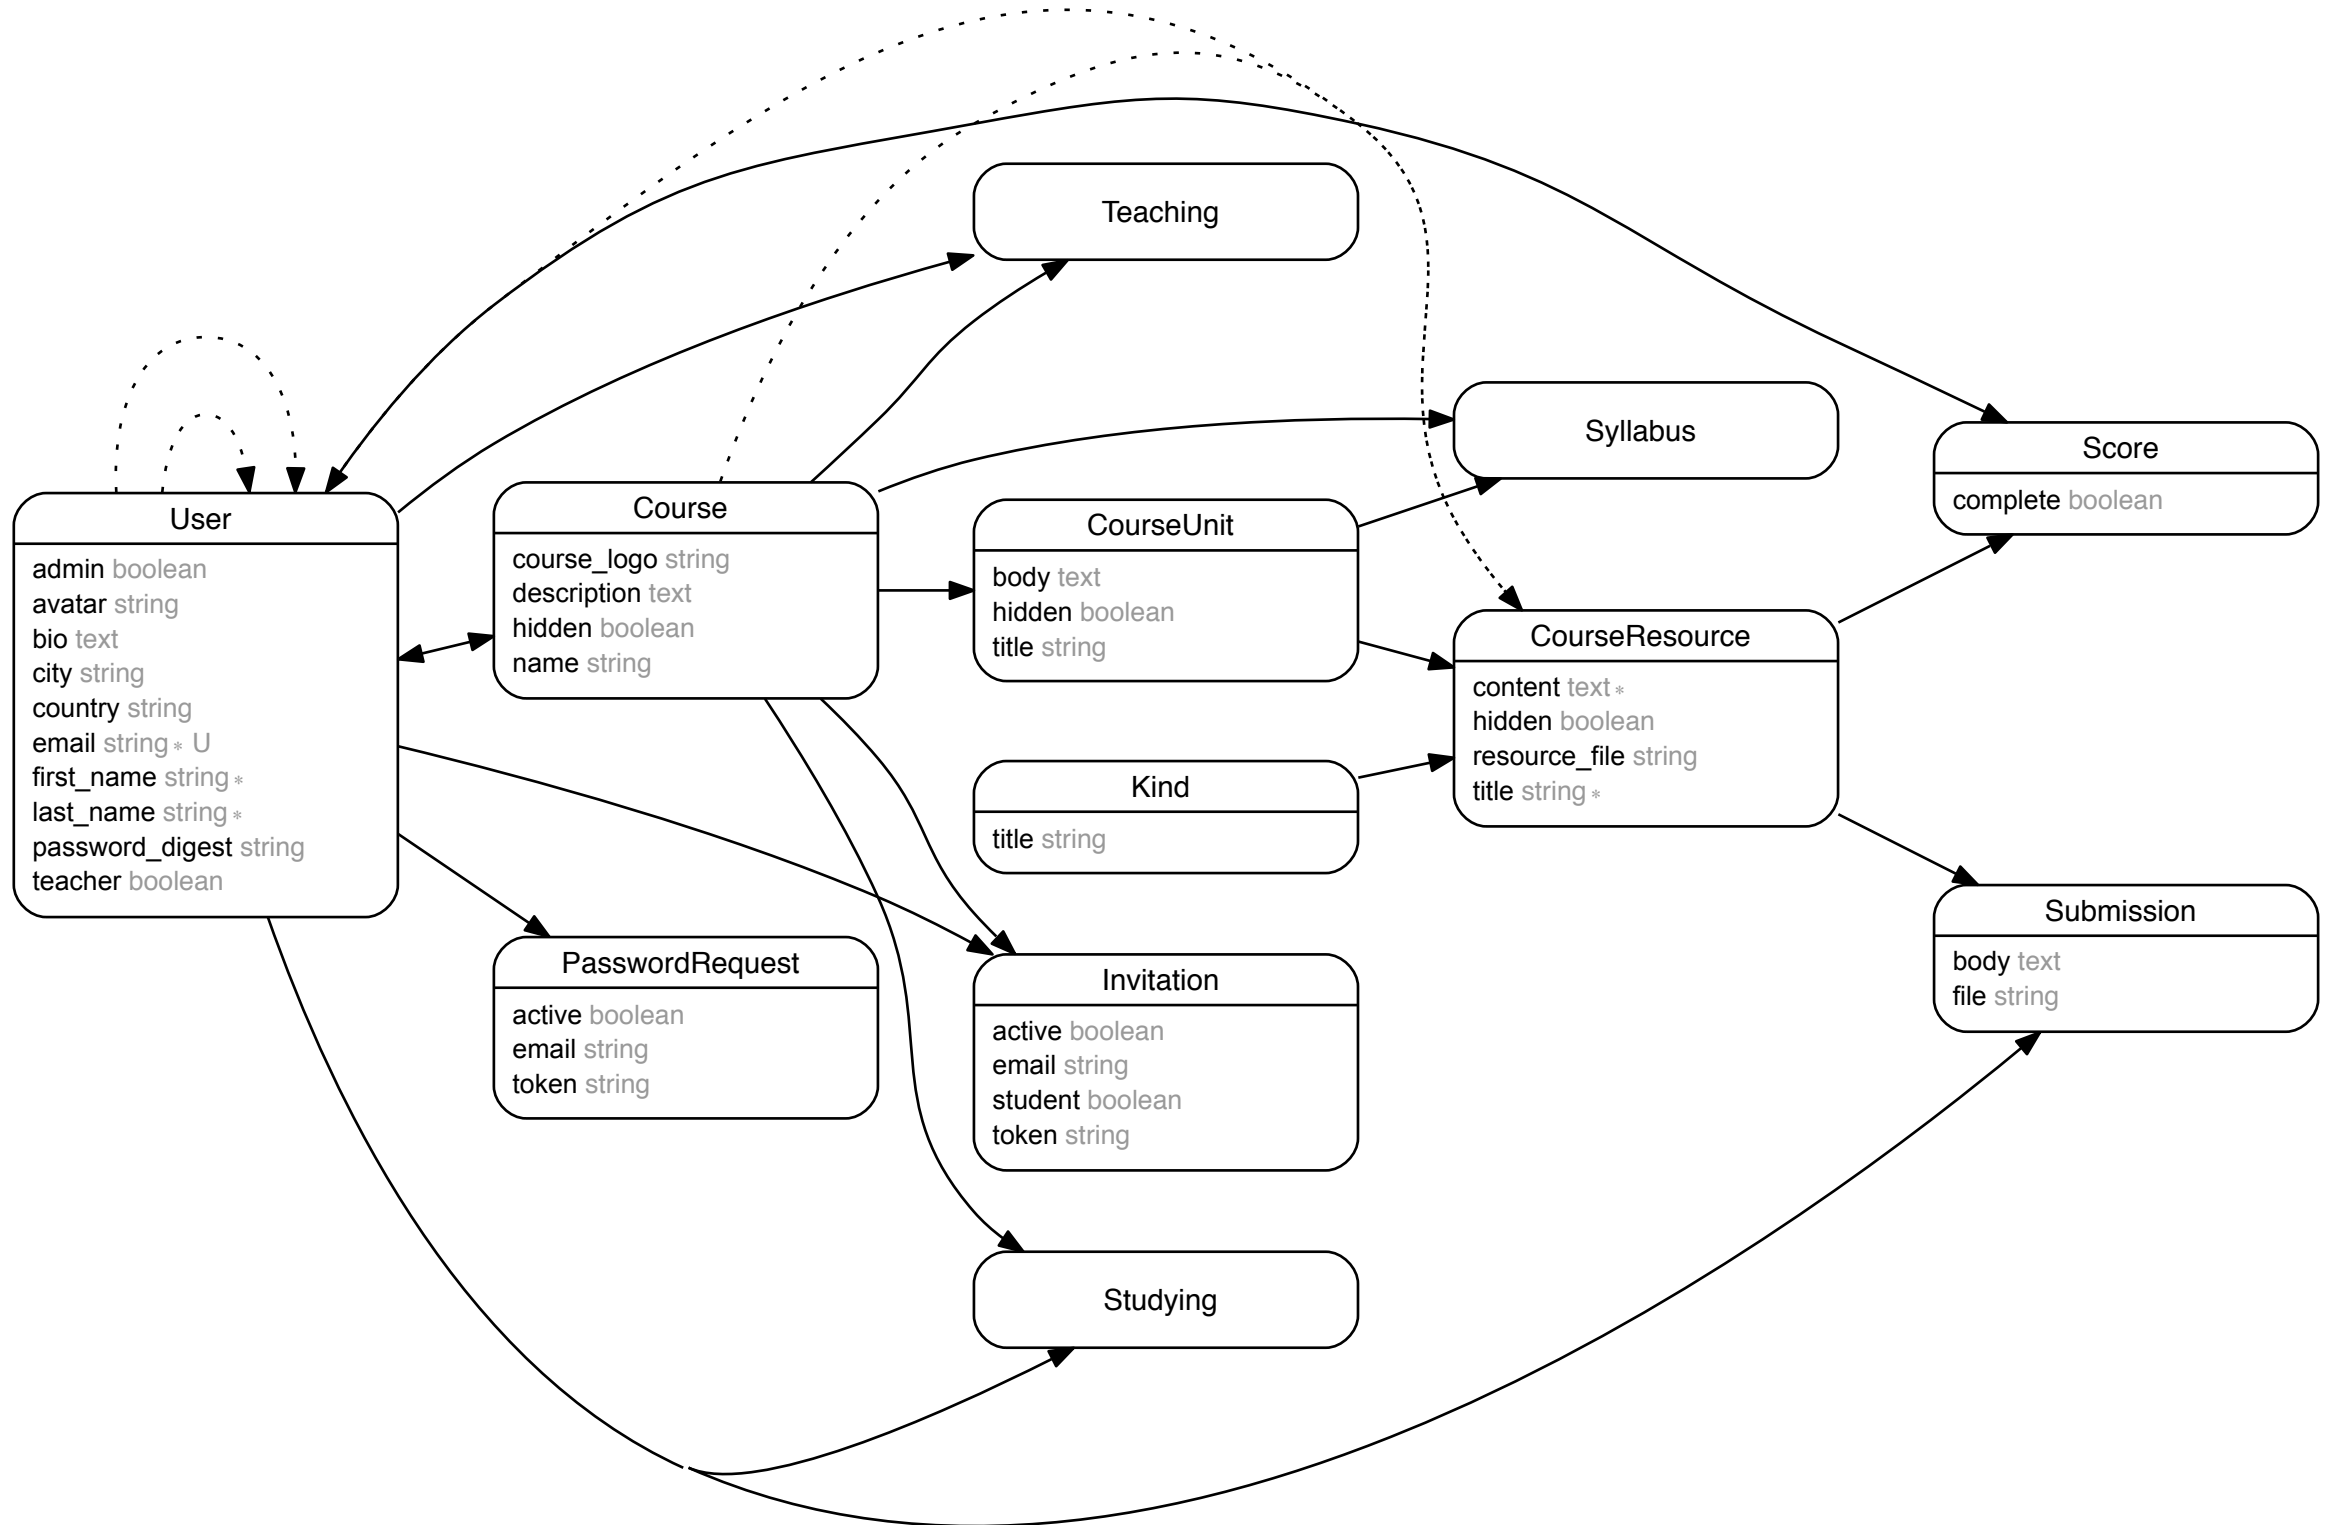 Teaching
Syllabus
Score
complete boolean
User
admin boolean
avatar string
bio text
city string
country string
email string * U
first_name string *
last_name string *
password_digest string
teacher boolean
Course
course_logo string
description text
hidden boolean
name string
CourseUnit
body text
hidden boolean
title string
CourseResource
content text *
hidden boolean
resource_file string
title string *
Kind
title string
Submission
body text
file string
PasswordRequest
active boolean
email string
token string
Invitation
active boolean
email string
student boolean
token string
Studying